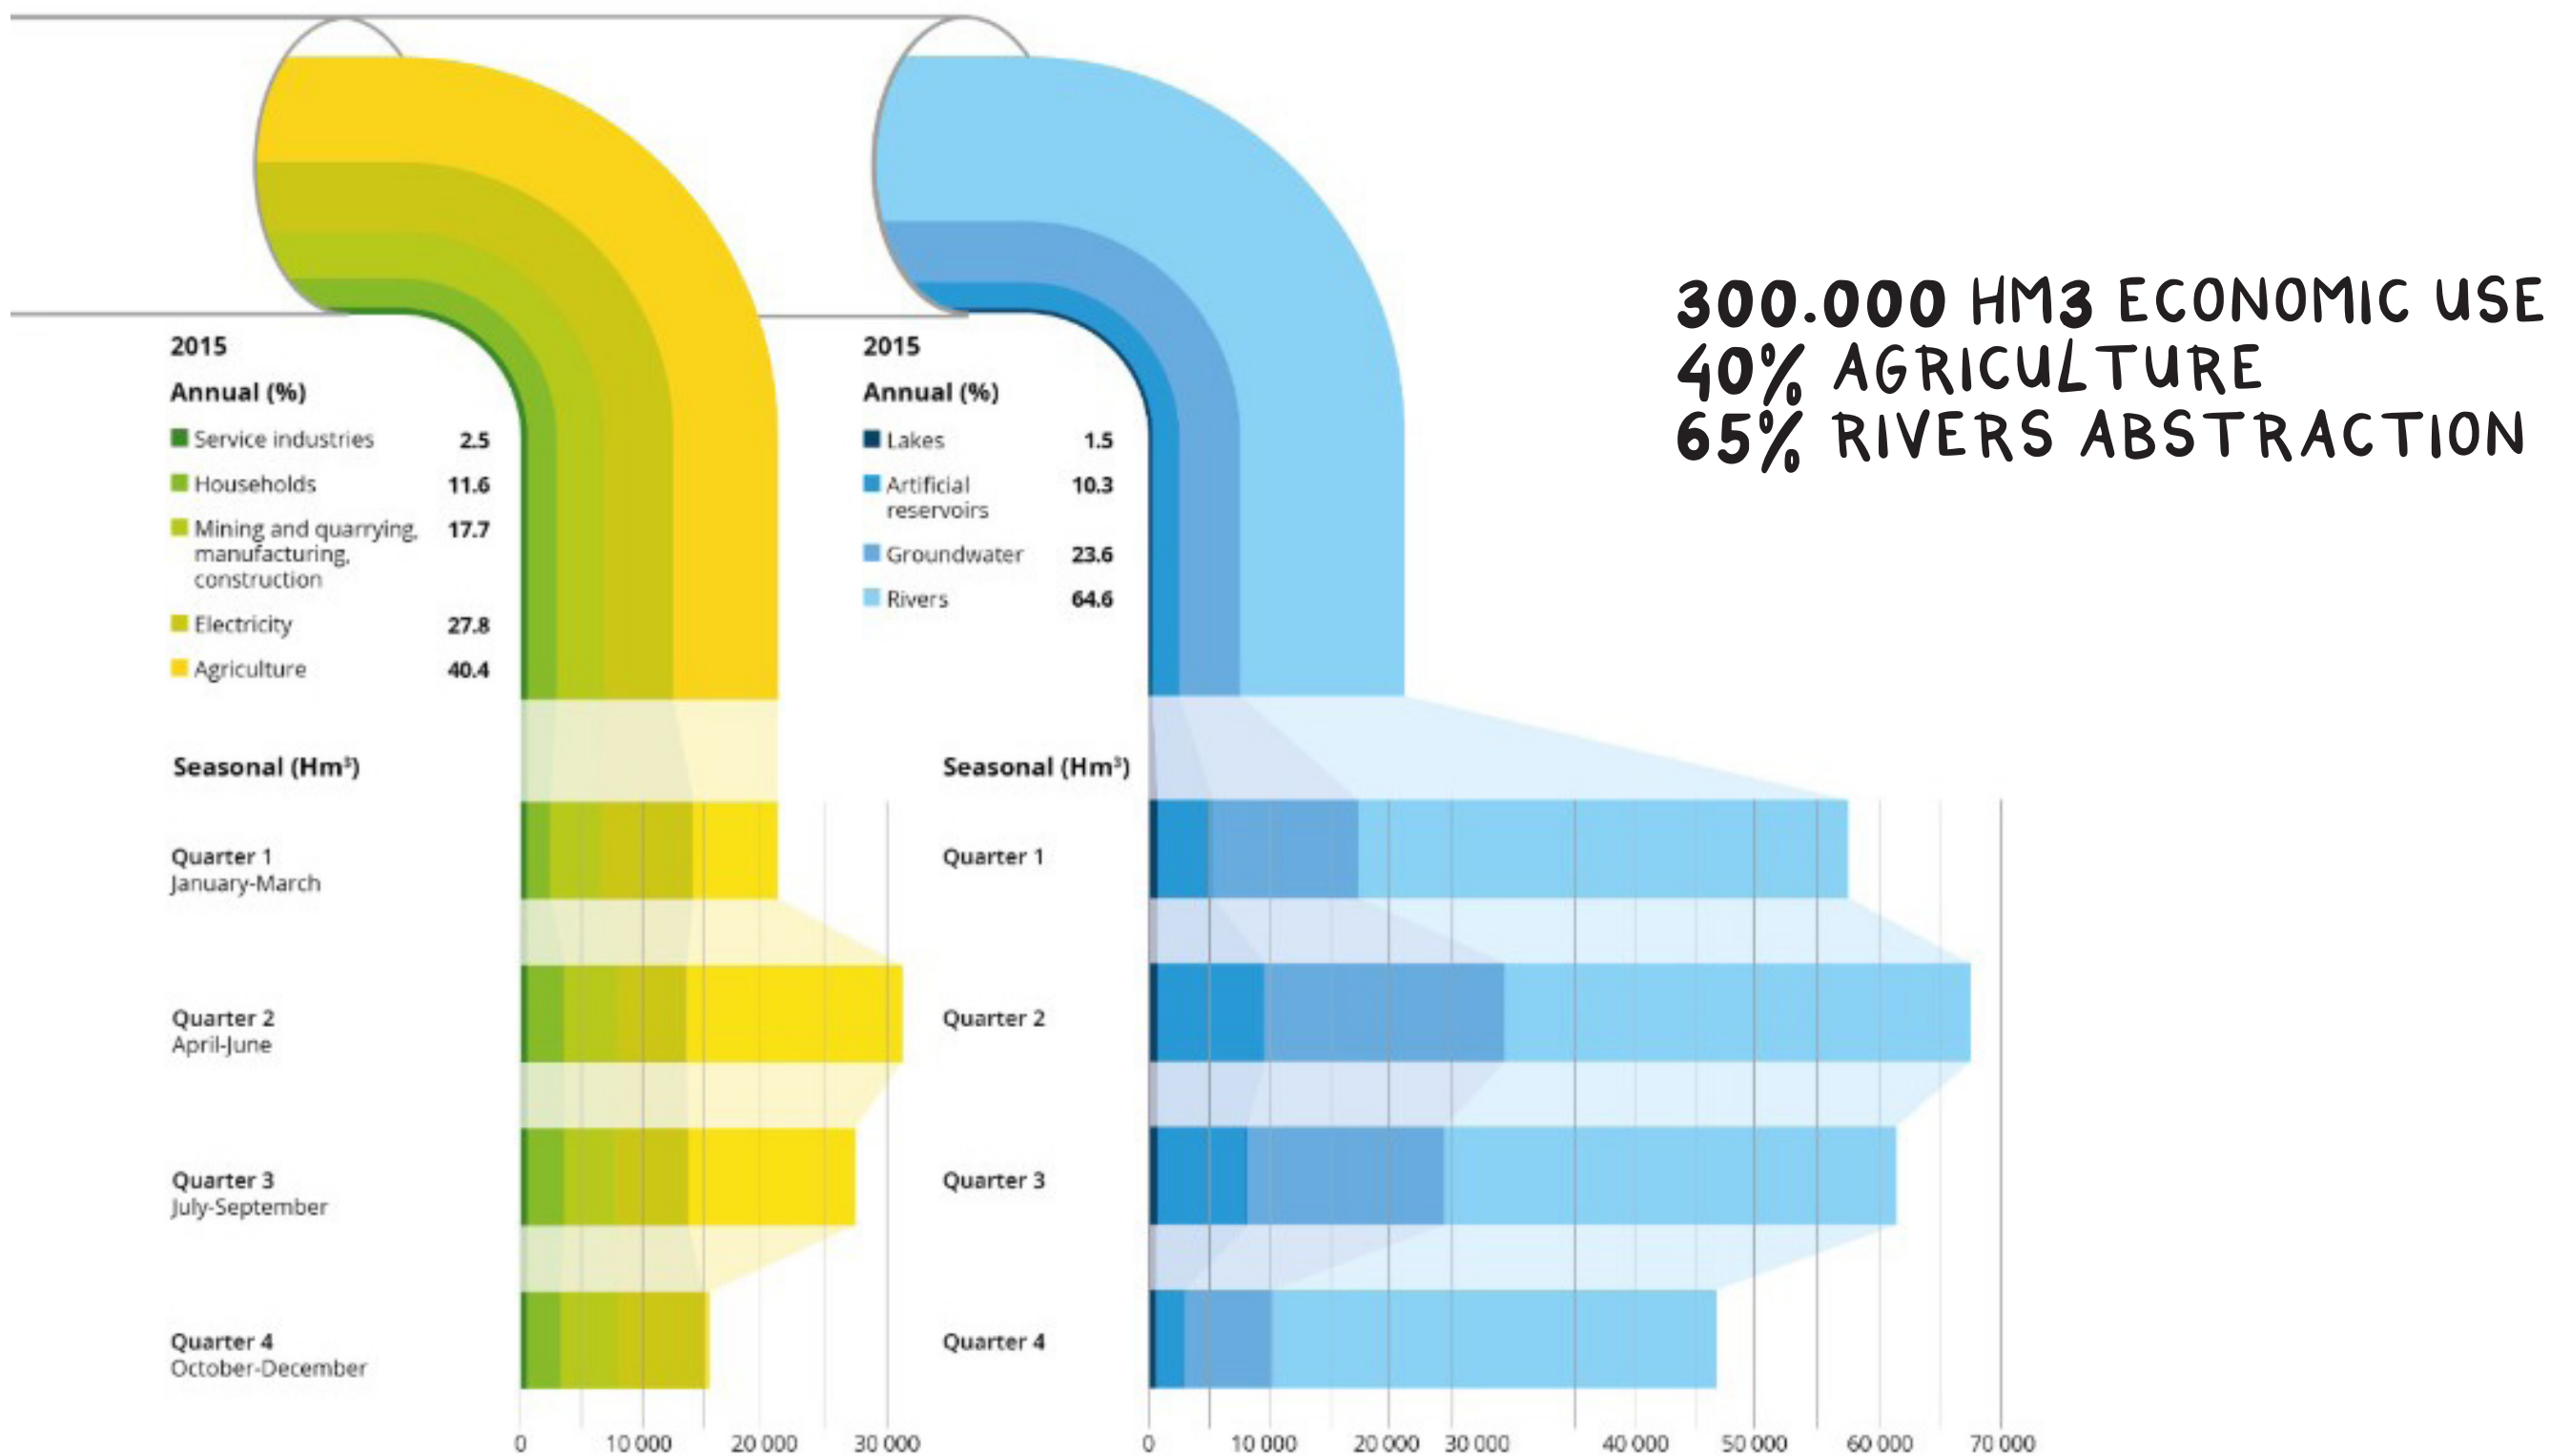 300.000 HM3 ECONOMIC USE
40% AGRICULTURE
65% RIVERS ABSTRACTION
2015
Annual (%)
Service industries 2.5
Households 11.6
Mining and quarrying, 17.7
manufacturing,
construction
Electricity 27.8
Agriculture 40.4
Seasonal (Hm³)
Quarter 1
January-March
Quarter 2
April-June
Quarter 3
July-September
Quarter 4
October-December
0 10 000 20 000 30 000
2015
Annual (%)
Lakes 1.5
Artificial 10.3
reservoirs
Groundwater 23.6
Rivers 64.6
Seasonal (Hm³)
Quarter 1
Quarter 2
Quarter 3
Quarter 4
0 10 000 20 000 30 000 40 000 50 000 60 000 70 000